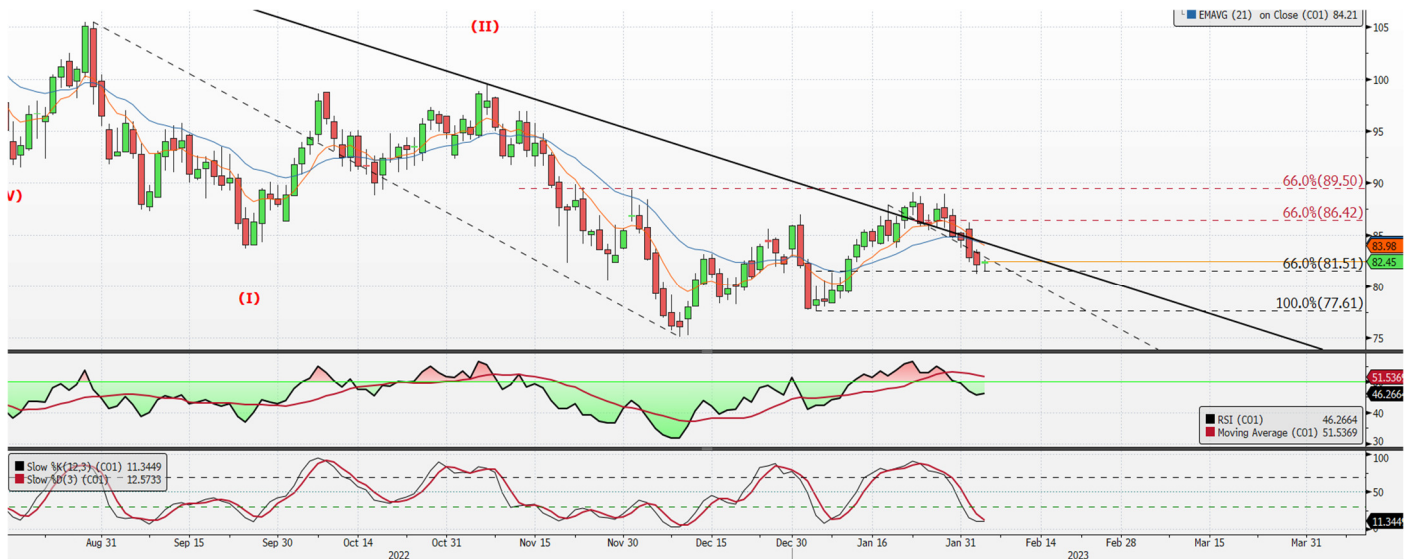 EMAVG (21) on Close (CO1) 84.21
(II)
105
100
95
90
85
80
75
V)
(I)
66.0%(89.50)
66.0%(86.42)
66.0%(81.51)
100.0%(77.61)
83.98
82.45
51.5369
46.2664
40
30
RSI (CO1) 46.2664
Moving Average (CO1) 51.5369
Slow %K(12,3) (CO1) 11.3449
Slow %D(3) (CO1) 12.5733
100
50
0
11.3449
Aug 31 Sep 15 Sep 30 Oct 14 Oct 31 Nov 15 Nov 30 Dec 15 Dec 30 Jan 16 Jan 31 Feb 14 Feb 28 Mar 15 Mar 31
2022 2023